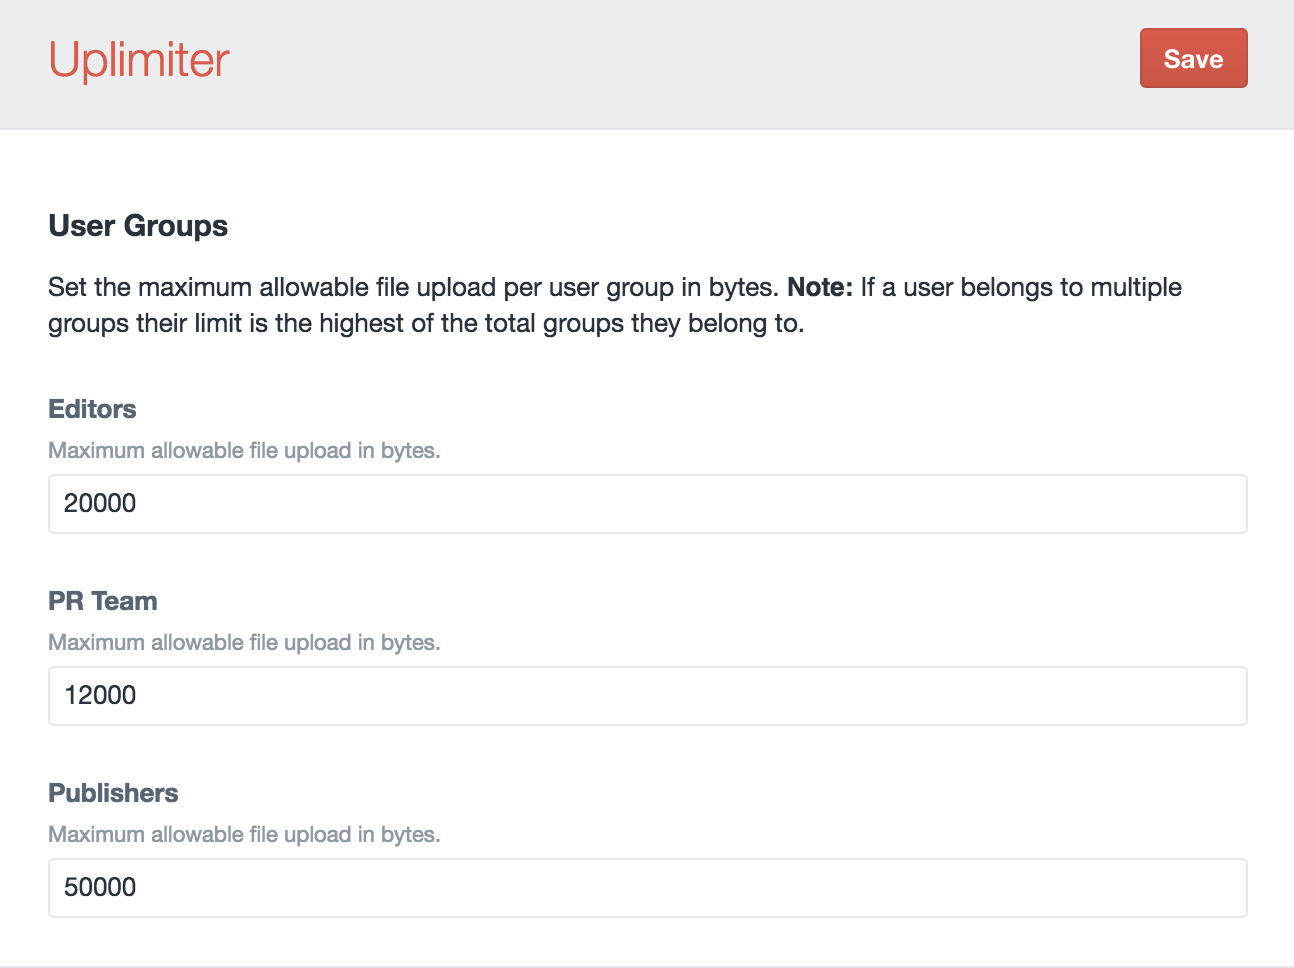 Uplimiter
Save
User Groups
Set the maximum allowable file upload per user group in bytes. Note: If a user belongs to multiple
groups their limit is the highest of the total groups they belong to.
Editors
Maximum allowable file upload in bytes.
20000
PR Team
Maximum allowable file upload in bytes.
12000
Publishers
Maximum allowable file upload in bytes.
50000